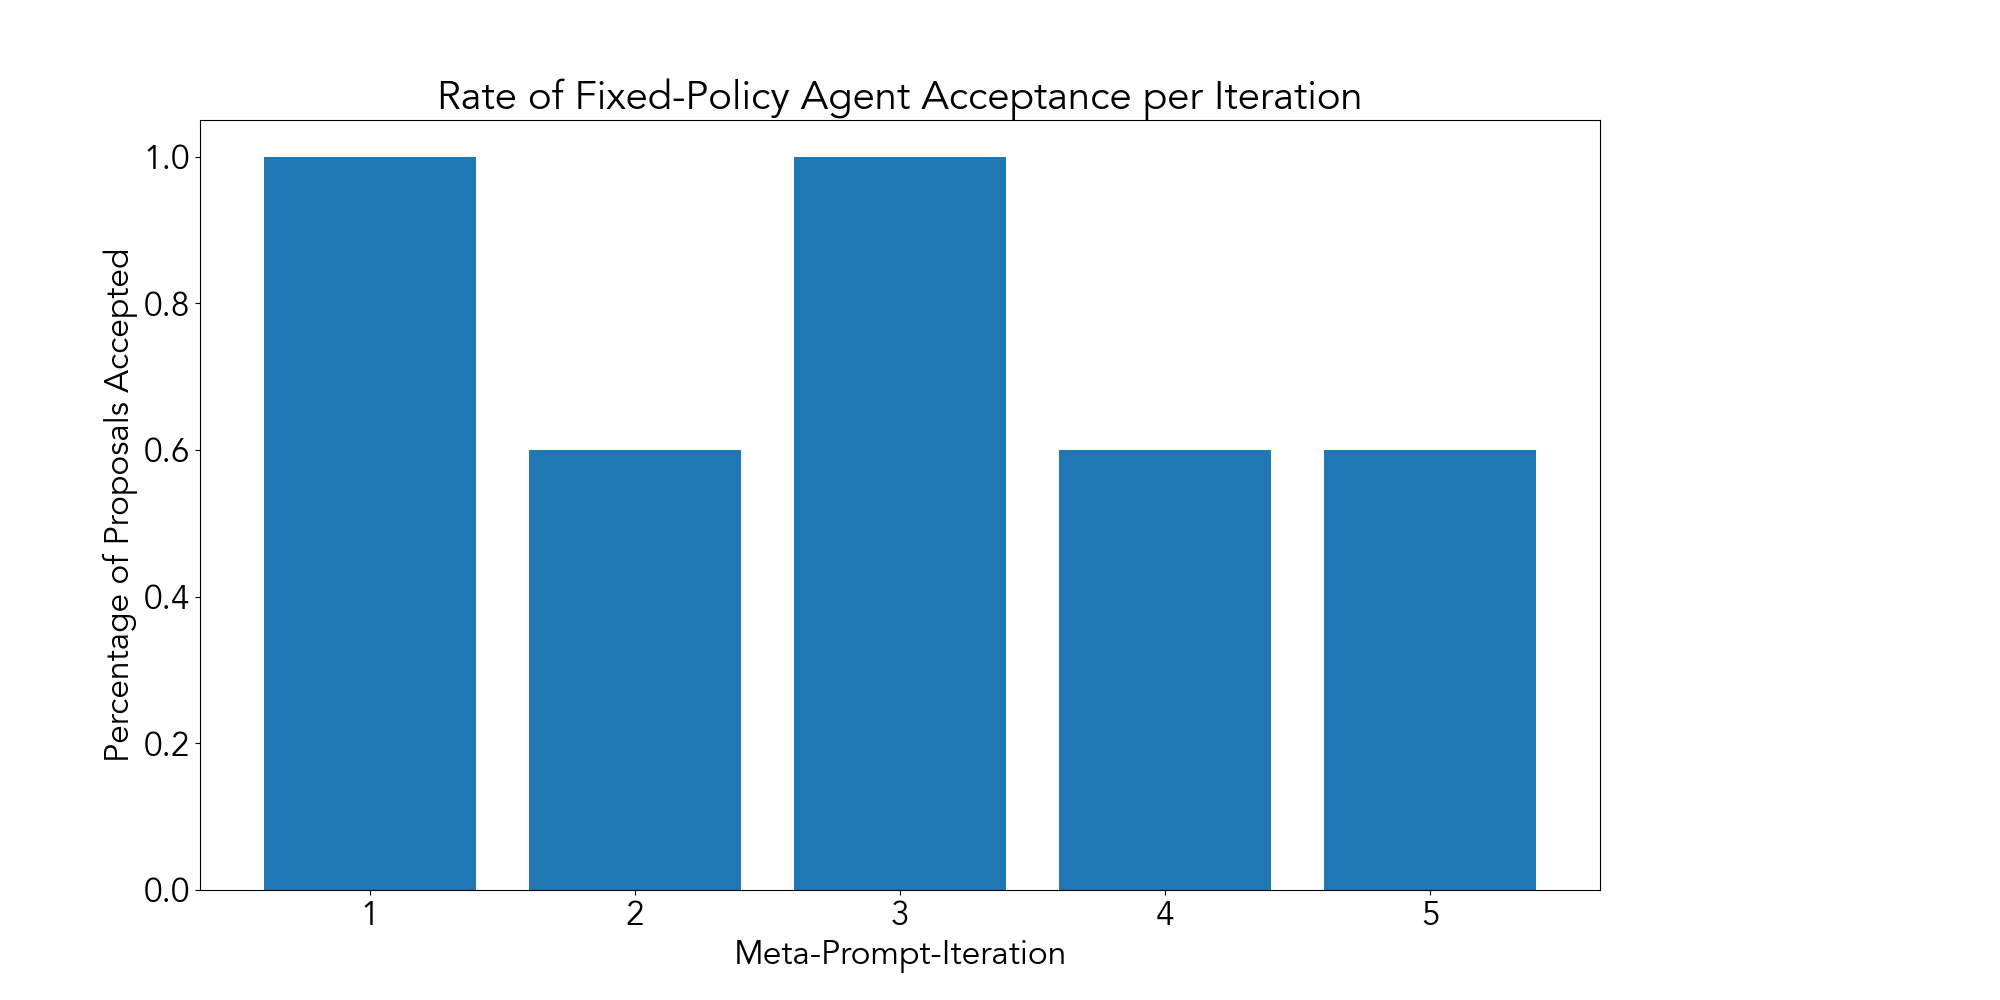 Rate of Fixed-Policy Agent Acceptance per Iteration
Percentage of Proposals Accepted
1.0
0.8
0.6
0.4
0.2
0.0
1 2 3 4 5
Meta-Prompt-Iteration